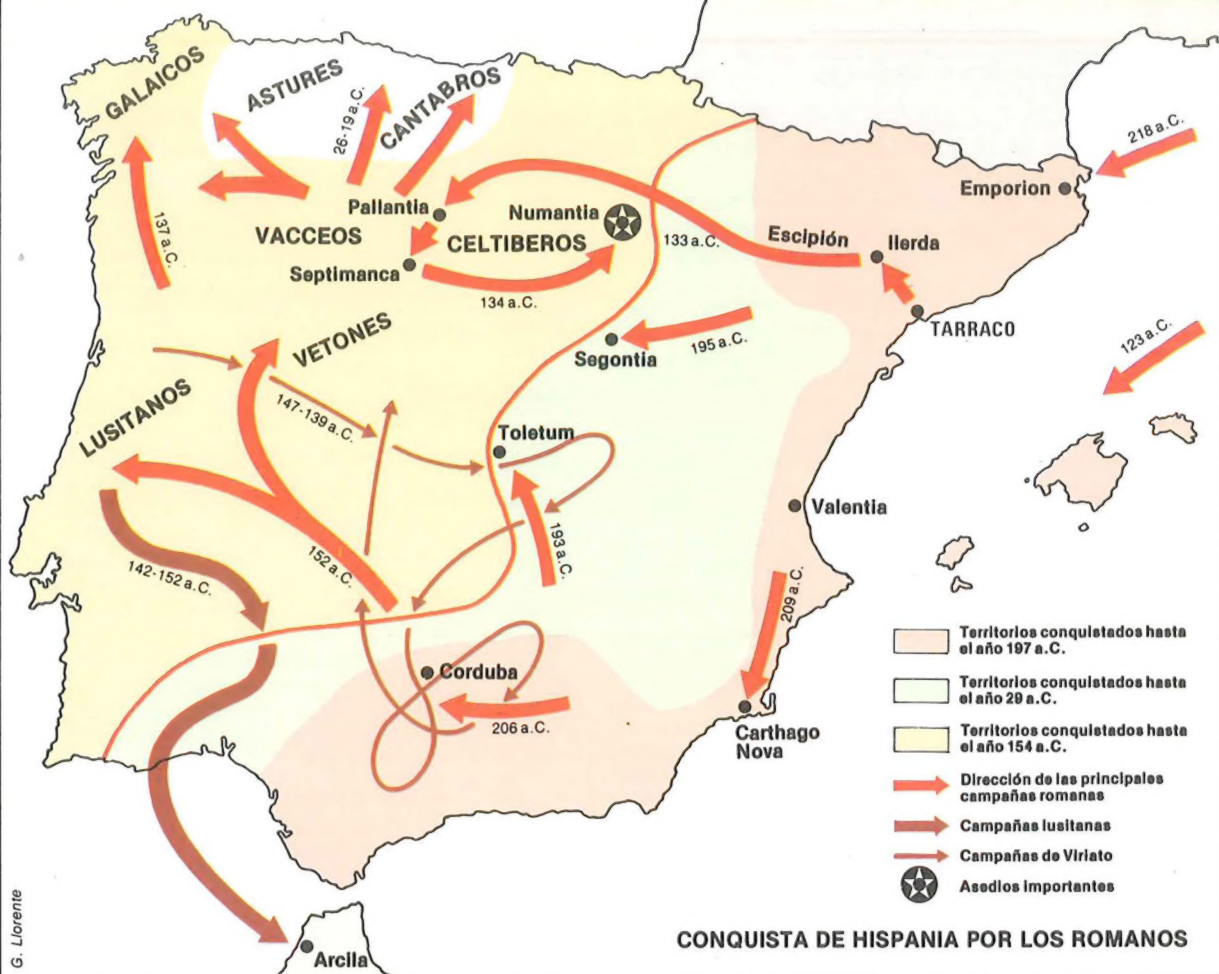 GALAICOS
ASTURES
CANTABROS
26-19 a.C.
218 a.C.
Emporion
137 a.C.
Pallantia
VACCEOS
Numantia
CELTIBEROS
Septimanca
134 a.C.
133 a.C.
Escipión
Ilerda
TARRACO
123 a.C.
195 a.C.
Segontia
VETONES
LUSITANOS
147-139 a.C.
Toletum
193 a.C.
Valentia
152 a.C.
142-152 a.C.
209 a.C.
Corduba
206 a.C.
Carthago
Nova
Arcila
Territorios conquistados hasta
el año 197 a.C.
Territorios conquistados hasta
el año 29 a.C.
Territorios conquistados hasta
el año 154 a.C.
Dirección de las principales
campañas romanas
Campañas lusitanas
Campañas de Viriato
Asedios importantes
CONQUISTA DE HISPANIA POR LOS ROMANOS
G. Llorente